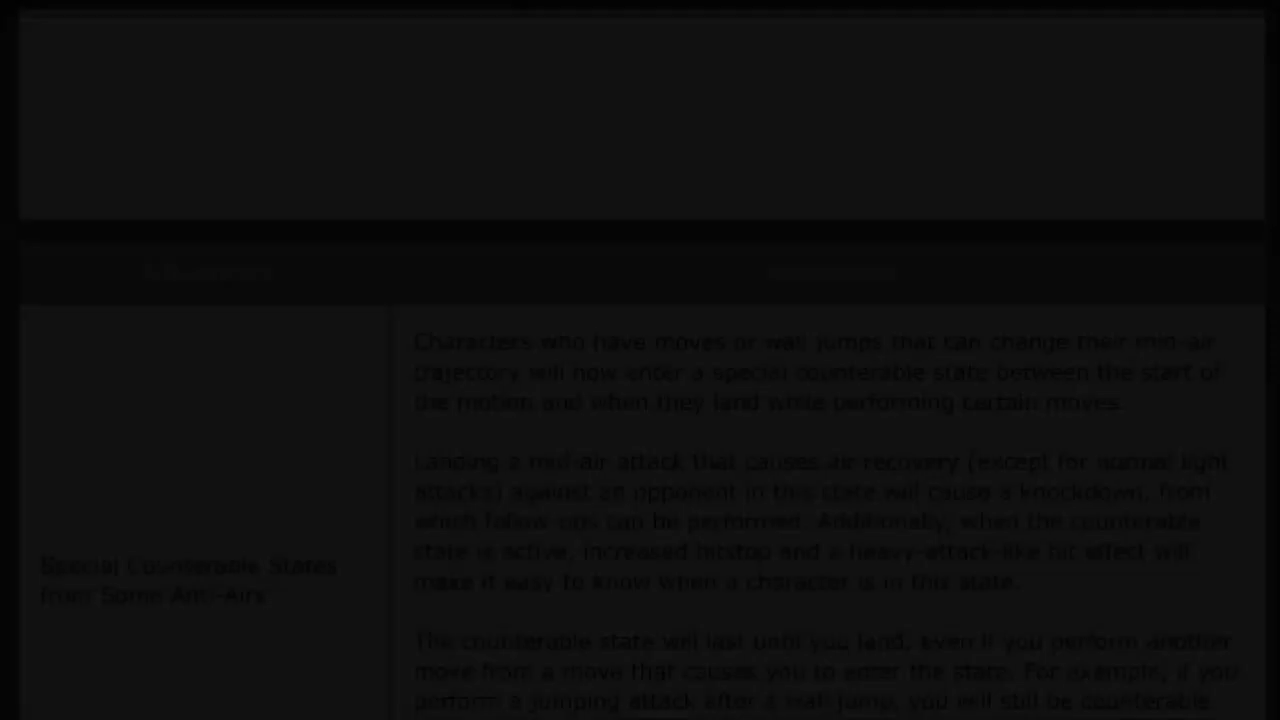 Characters who have moves or wall jumps that can change their mid-air
trajectory will now enter a special counterable state between the start of
the motion and when they land while performing certain moves.
Landing a mid-air attack that causes air recovery (except for normal light
attacks) against an opponent in this state will cause a knockdown, from
which follow-ups can be performed. Additionally, when the counterable
state is active, increased hitstop and a heavy-attack-like hit effect will
make it easy to know when a character is in this state.
Special Counterable States
from Some Anti-Airs
The counterable state will last until you land, even if you perform another
move from a move that causes you to enter the state. For example, if you
perform a jumping attack after a wall jump, you will still be counterable.